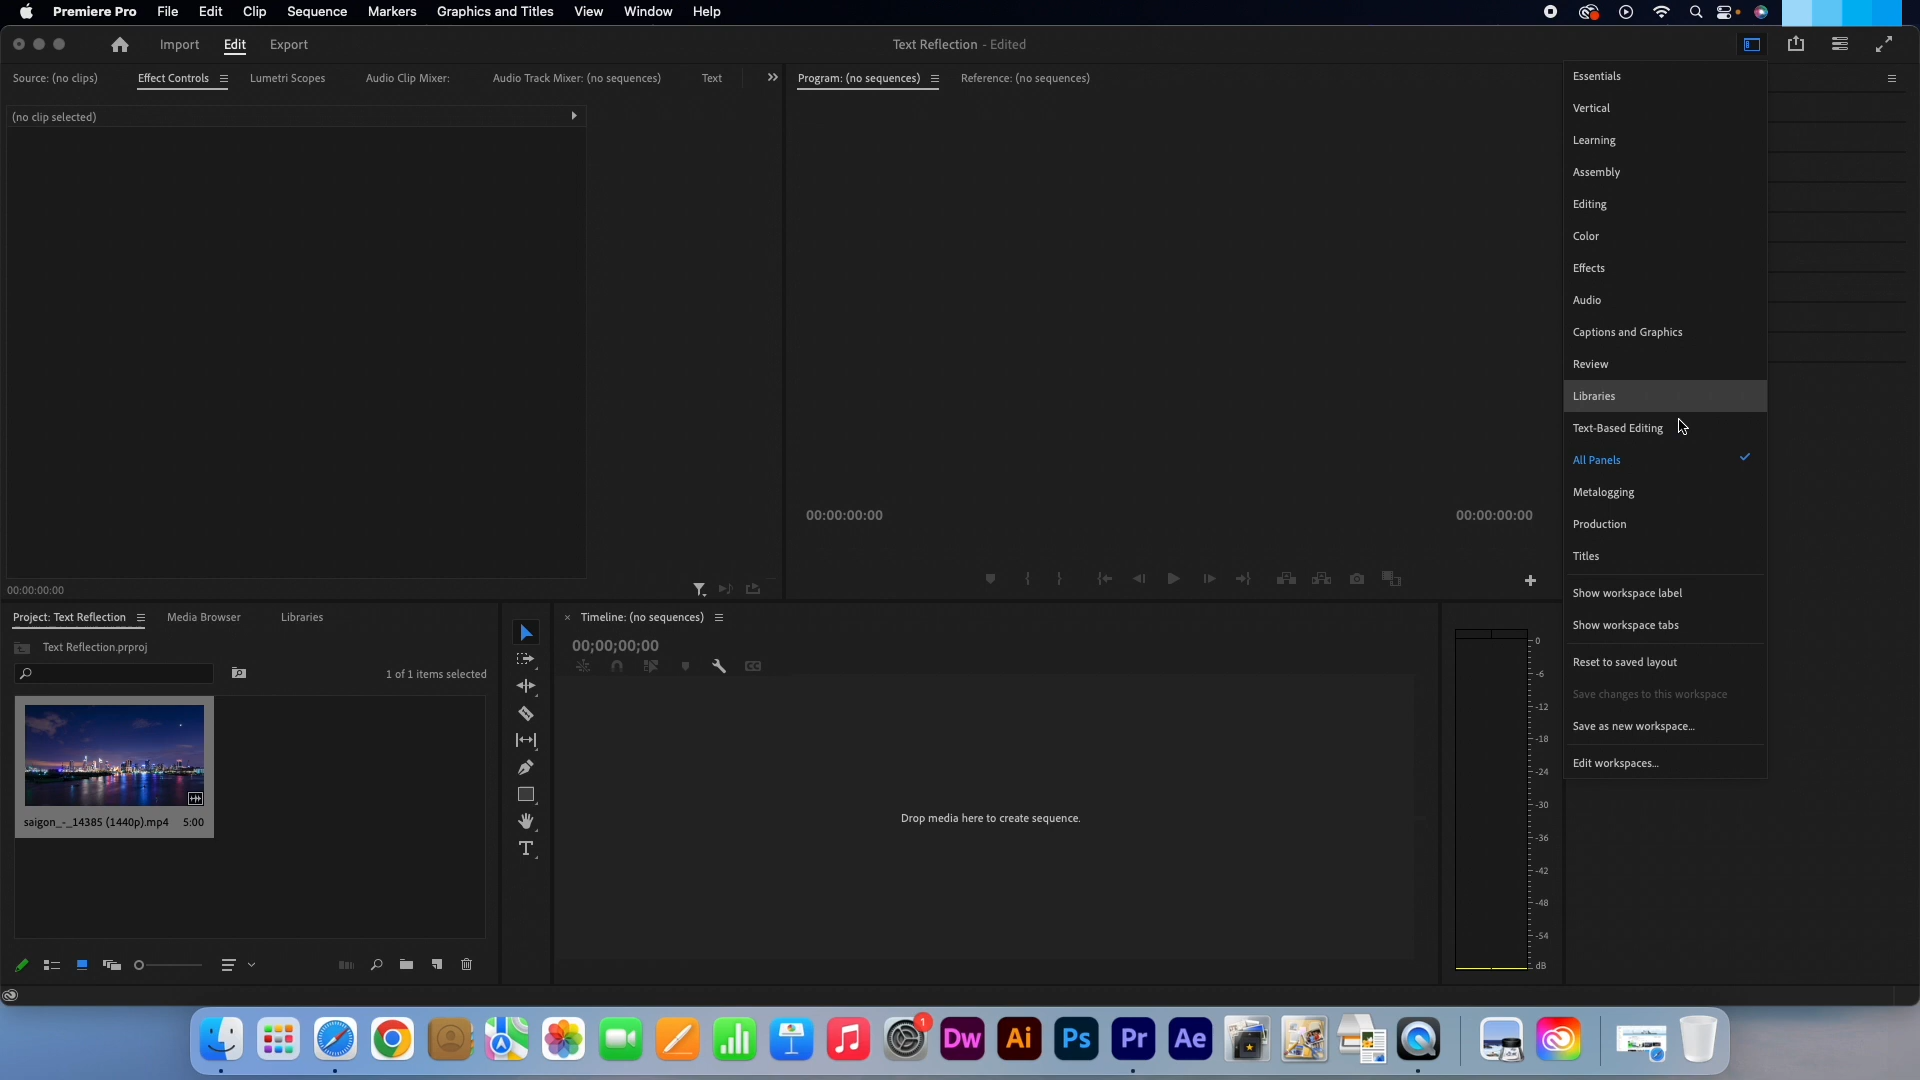 Premiere Pro File Edit Clip Sequence Markers Graphics and Titles View Window Help
Import Edit Export Text Reflection - Edited
Source: (no clips) Effect Controls Lumetri Scopes Audio Clip Mixer: Audio Track Mixer: (no sequences) Text
Program: (no sequences) Reference: (no sequences)
(no clip selected)
00:00:00:00
00:00:00:00 00:00:00:00
Essentials
Vertical
Learning
Assembly
Editing
Color
Effects
Audio
Captions and Graphics
Review
Libraries
Text-Based Editing
All Panels
Metalogging
Production
Titles
Show workspace label
Show workspace tabs
Reset to saved layout
Save changes to this workspace
Save as new workspace...
Edit workspaces...
Project: Text Reflection Media Browser Libraries
Text Reflection.prproj
1 of 1 items selected
saigon_-_14385 (1440p).mp4 5:00
Timeline: (no sequences)
00;00;00;00
Drop media here to create sequence.
0
-6
-12
-18
-24
-30
-36
-42
-48
-54
dB
1
Dw Ai Ps Pr Ae